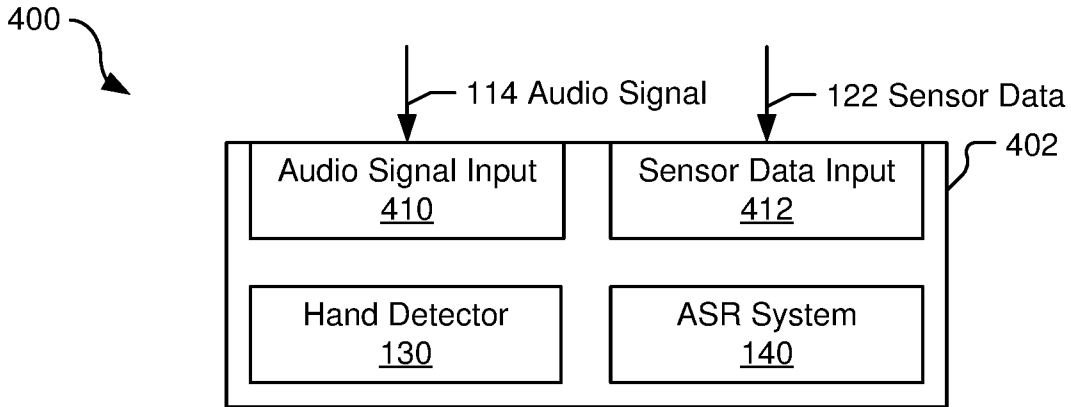 400
114 Audio Signal
122 Sensor Data
402
Audio Signal Input
410
Sensor Data Input
412
Hand Detector
130
ASR System
140